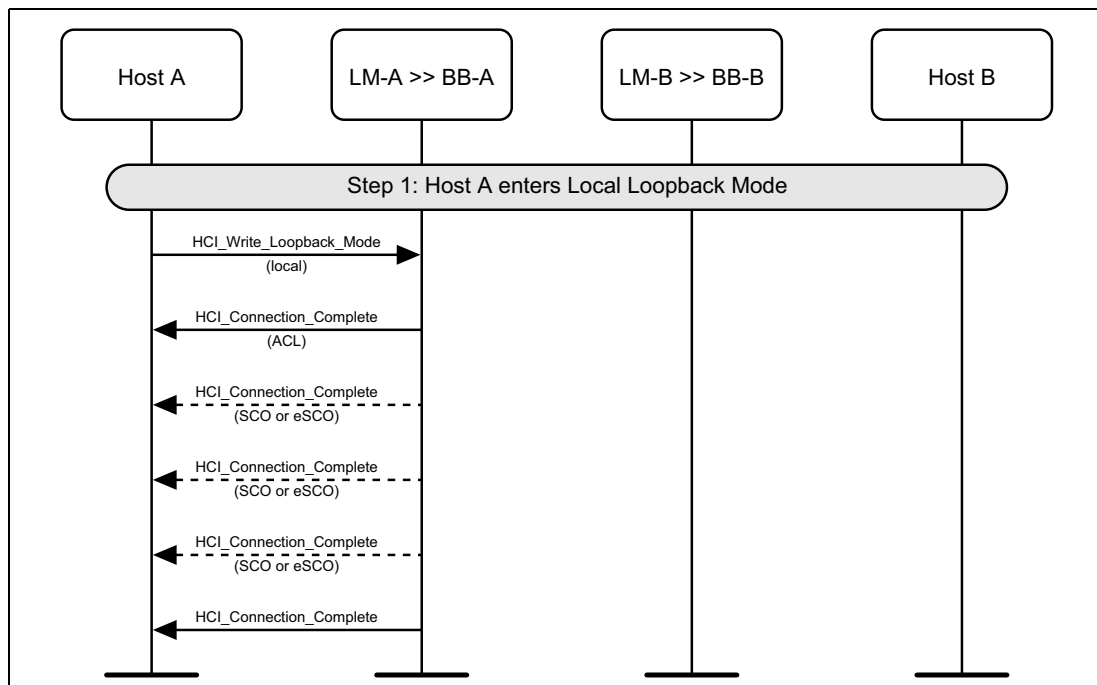 Host A
LM-A >> BB-A
LM-B >> BB-B
Host B
Step 1: Host A enters Local Loopback Mode
HCI_Write_Loopback_Mode
(local)
HCI_Connection_Complete
(ACL)
HCI_Connection_Complete
(SCO or eSCO)
HCI_Connection_Complete
(SCO or eSCO)
HCI_Connection_Complete
(SCO or eSCO)
HCI_Connection_Complete